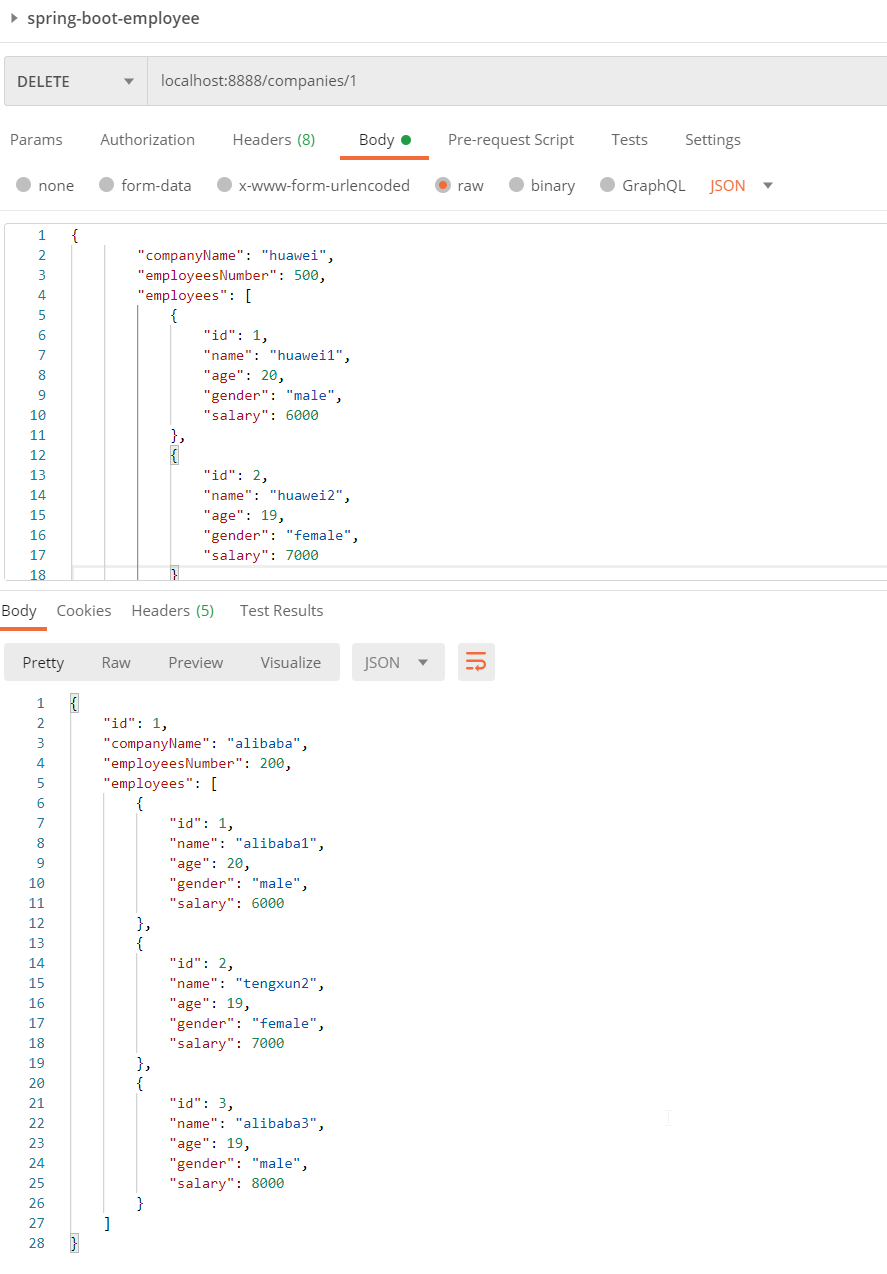 spring-boot-employee
DELETE localhost:8888/companies/1
Params Authorization Headers (8) Body Pre-request Script Tests Settings
none form-data x-www-form-urlencoded raw binary GraphQL JSON
1 {
2 "companyName": "huawei",
3 "employeesNumber": 500,
4 "employees": [
5 {
6 "id": 1,
7 "name": "huawei1",
8 "age": 20,
9 "gender": "male",
10 "salary": 6000
11 },
12 {
13 "id": 2,
14 "name": "huawei2",
15 "age": 19,
16 "gender": "female",
17 "salary": 7000
18 }
Body Cookies Headers (5) Test Results
Pretty Raw Preview Visualize JSON
1 {
2 "id": 1,
3 "companyName": "alibaba",
4 "employeesNumber": 200,
5 "employees": [
6 {
7 "id": 1,
8 "name": "alibaba1",
9 "age": 20,
10 "gender": "male",
11 "salary": 6000
12 },
13 {
14 "id": 2,
15 "name": "tengxun2",
16 "age": 19,
17 "gender": "female",
18 "salary": 7000
19 },
20 {
21 "id": 3,
22 "name": "alibaba3",
23 "age": 19,
24 "gender": "male",
25 "salary": 8000
26 }
27 ]
28 }